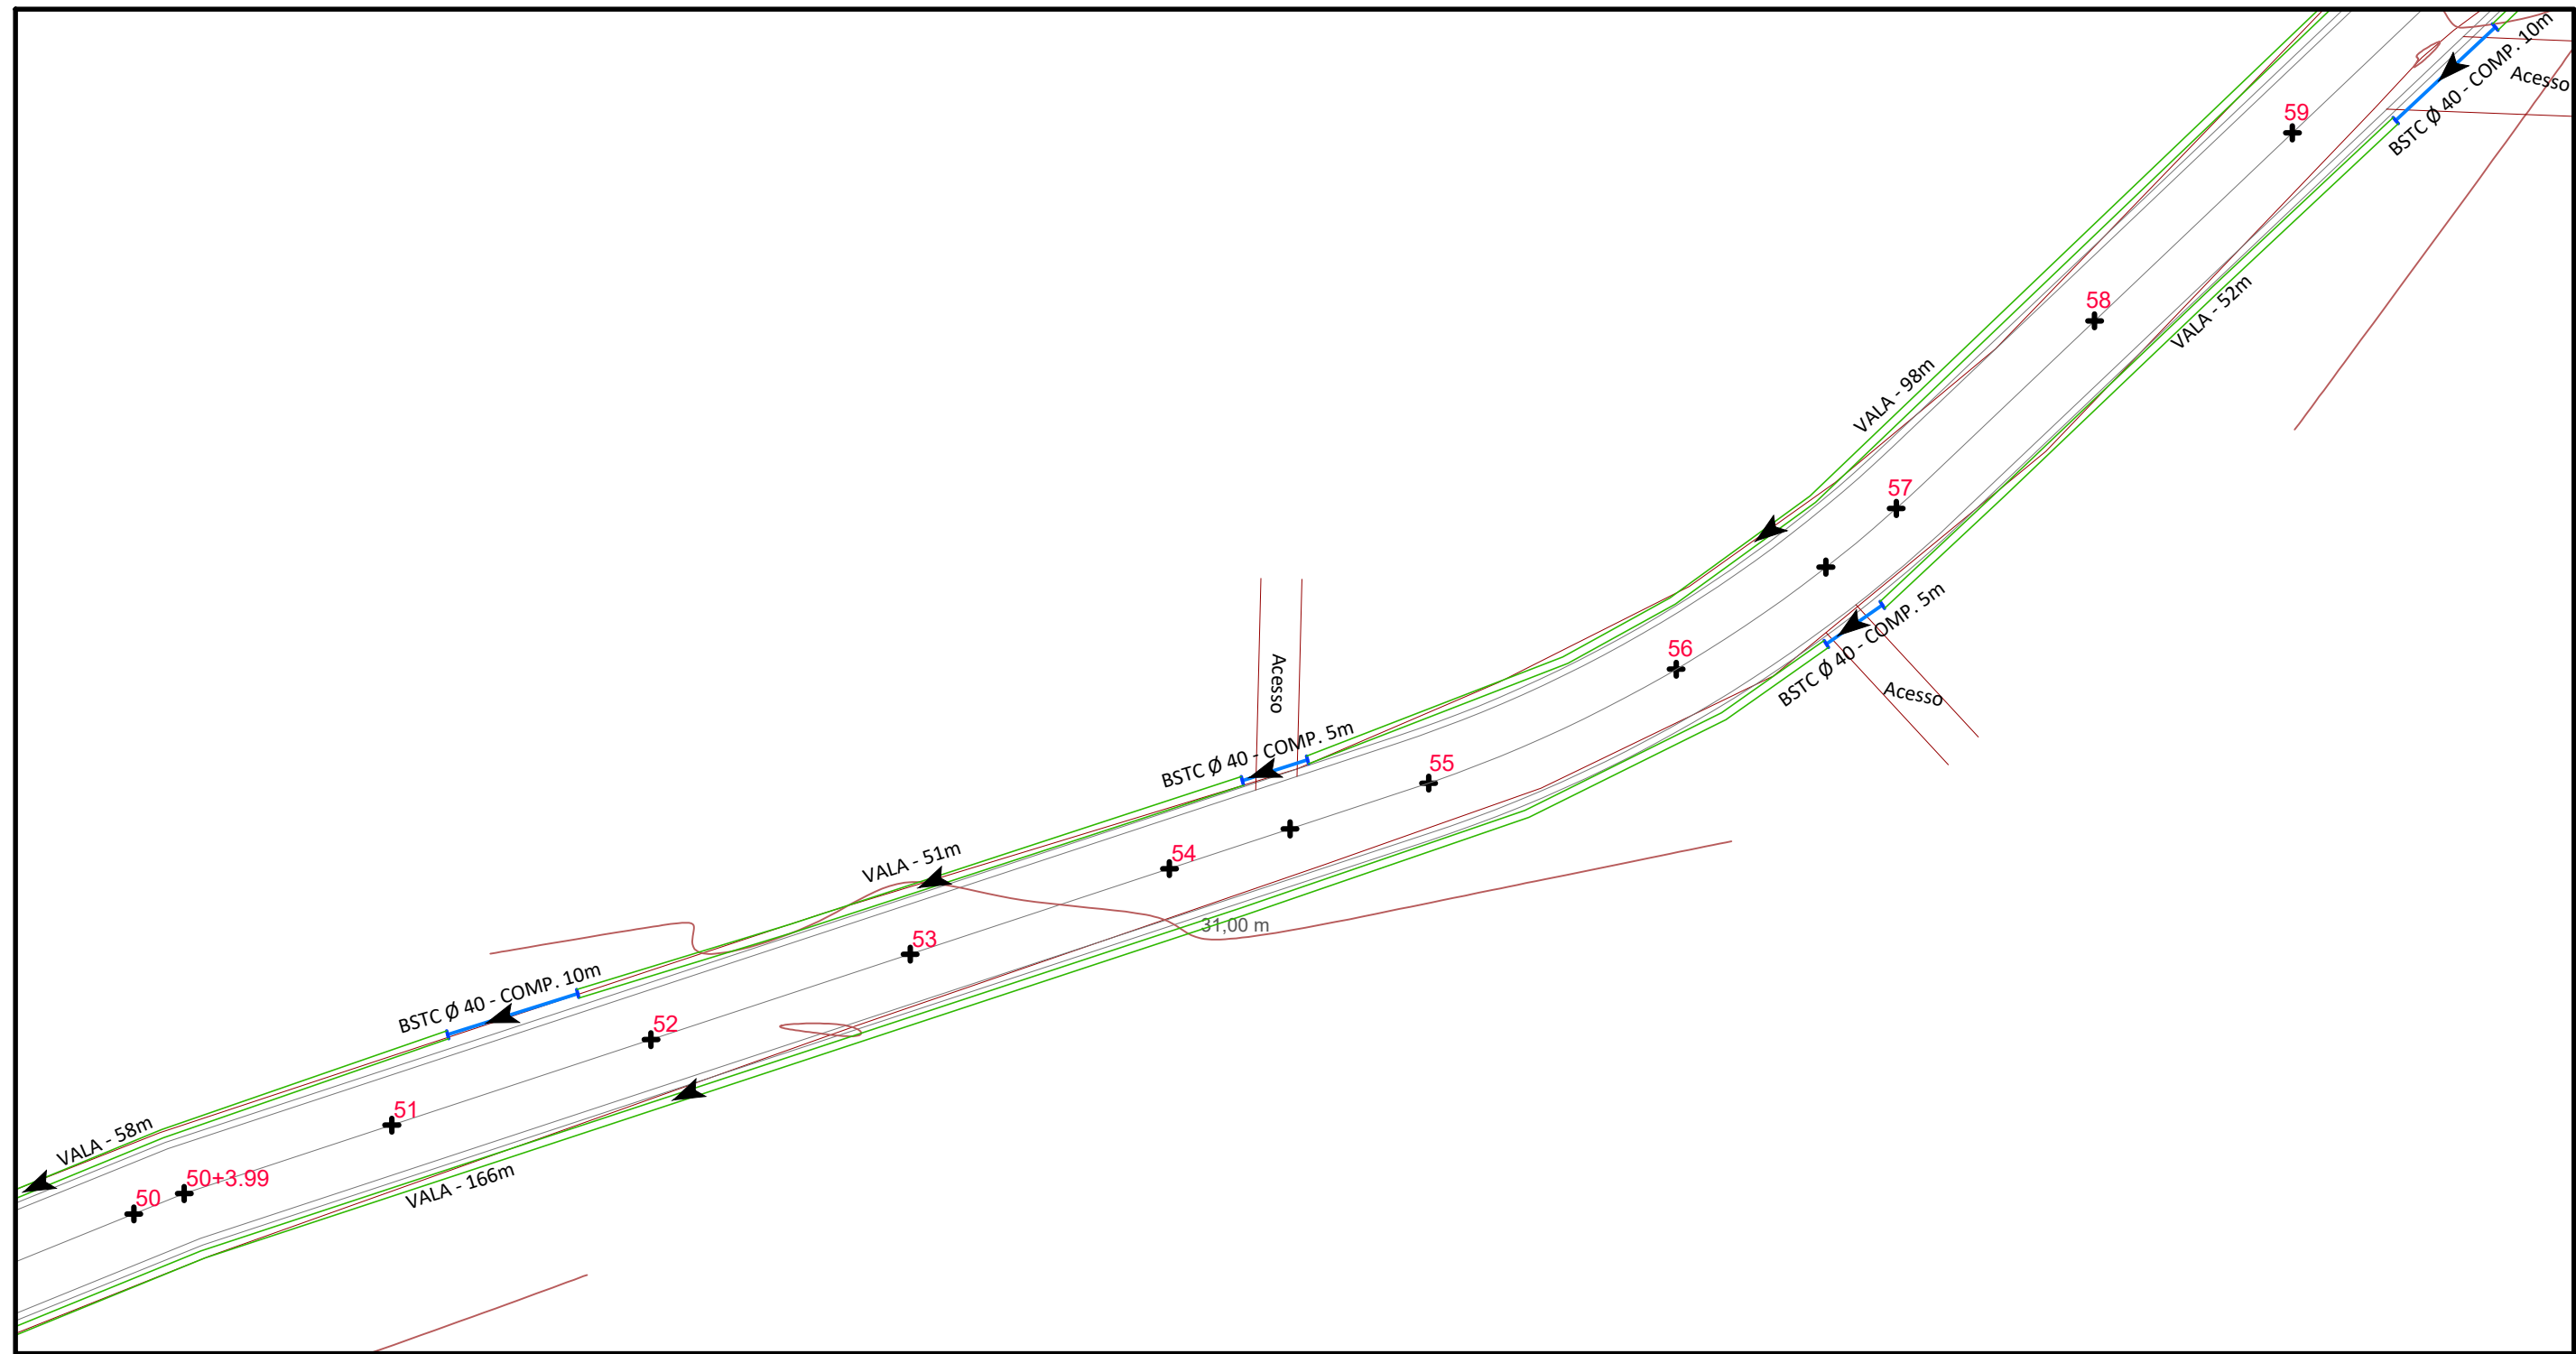 BSTC Ø 40 - COMP. 10m
Acesso
59
VALA - 52m
58
VALA - 98m
57
BSTC Ø 40 - COMP. 5m
Acesso
56
Acesso
BSTC Ø 40 - COMP. 5m
55
54
VALA - 51m
31,00 m
53
BSTC Ø 40 - COMP. 10m
52
51
VALA - 58m
VALA - 166m
50+3.99
50